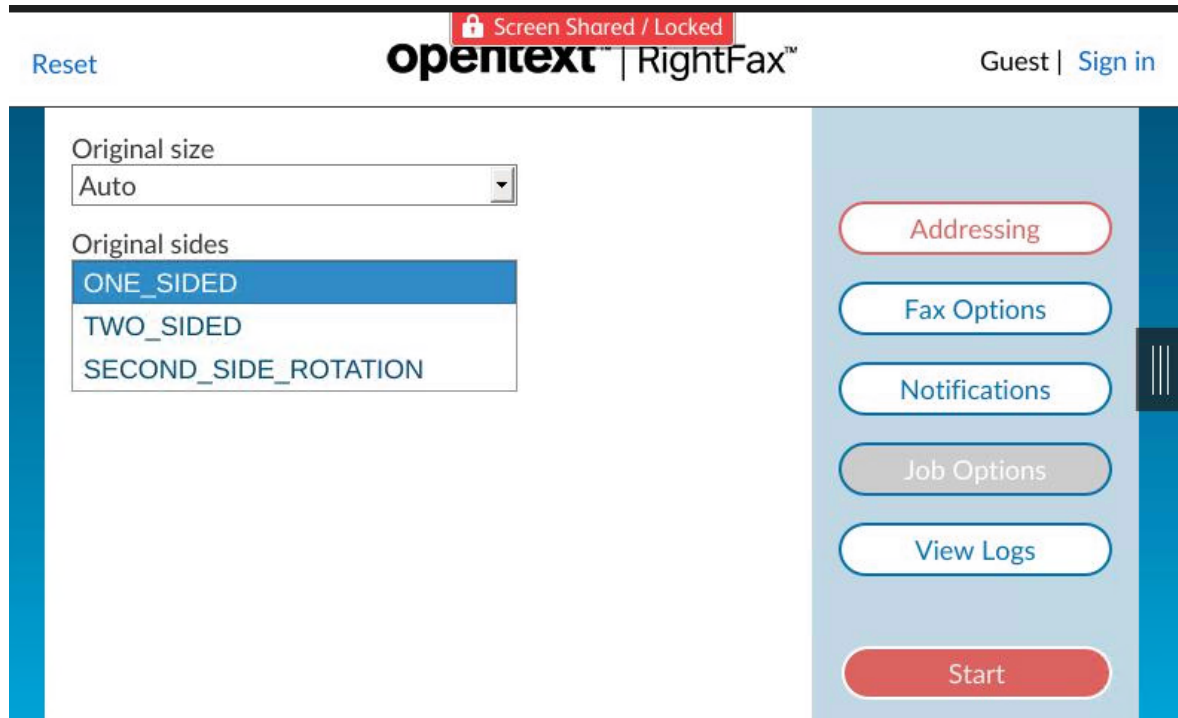 Screen Shared / Locked
Reset
opentext™ | RightFax™
Guest | Sign in
Original size
Auto
Original sides
ONE_SIDED
TWO_SIDED
SECOND_SIDE_ROTATION
Addressing
Fax Options
Notifications
Job Options
View Logs
Start